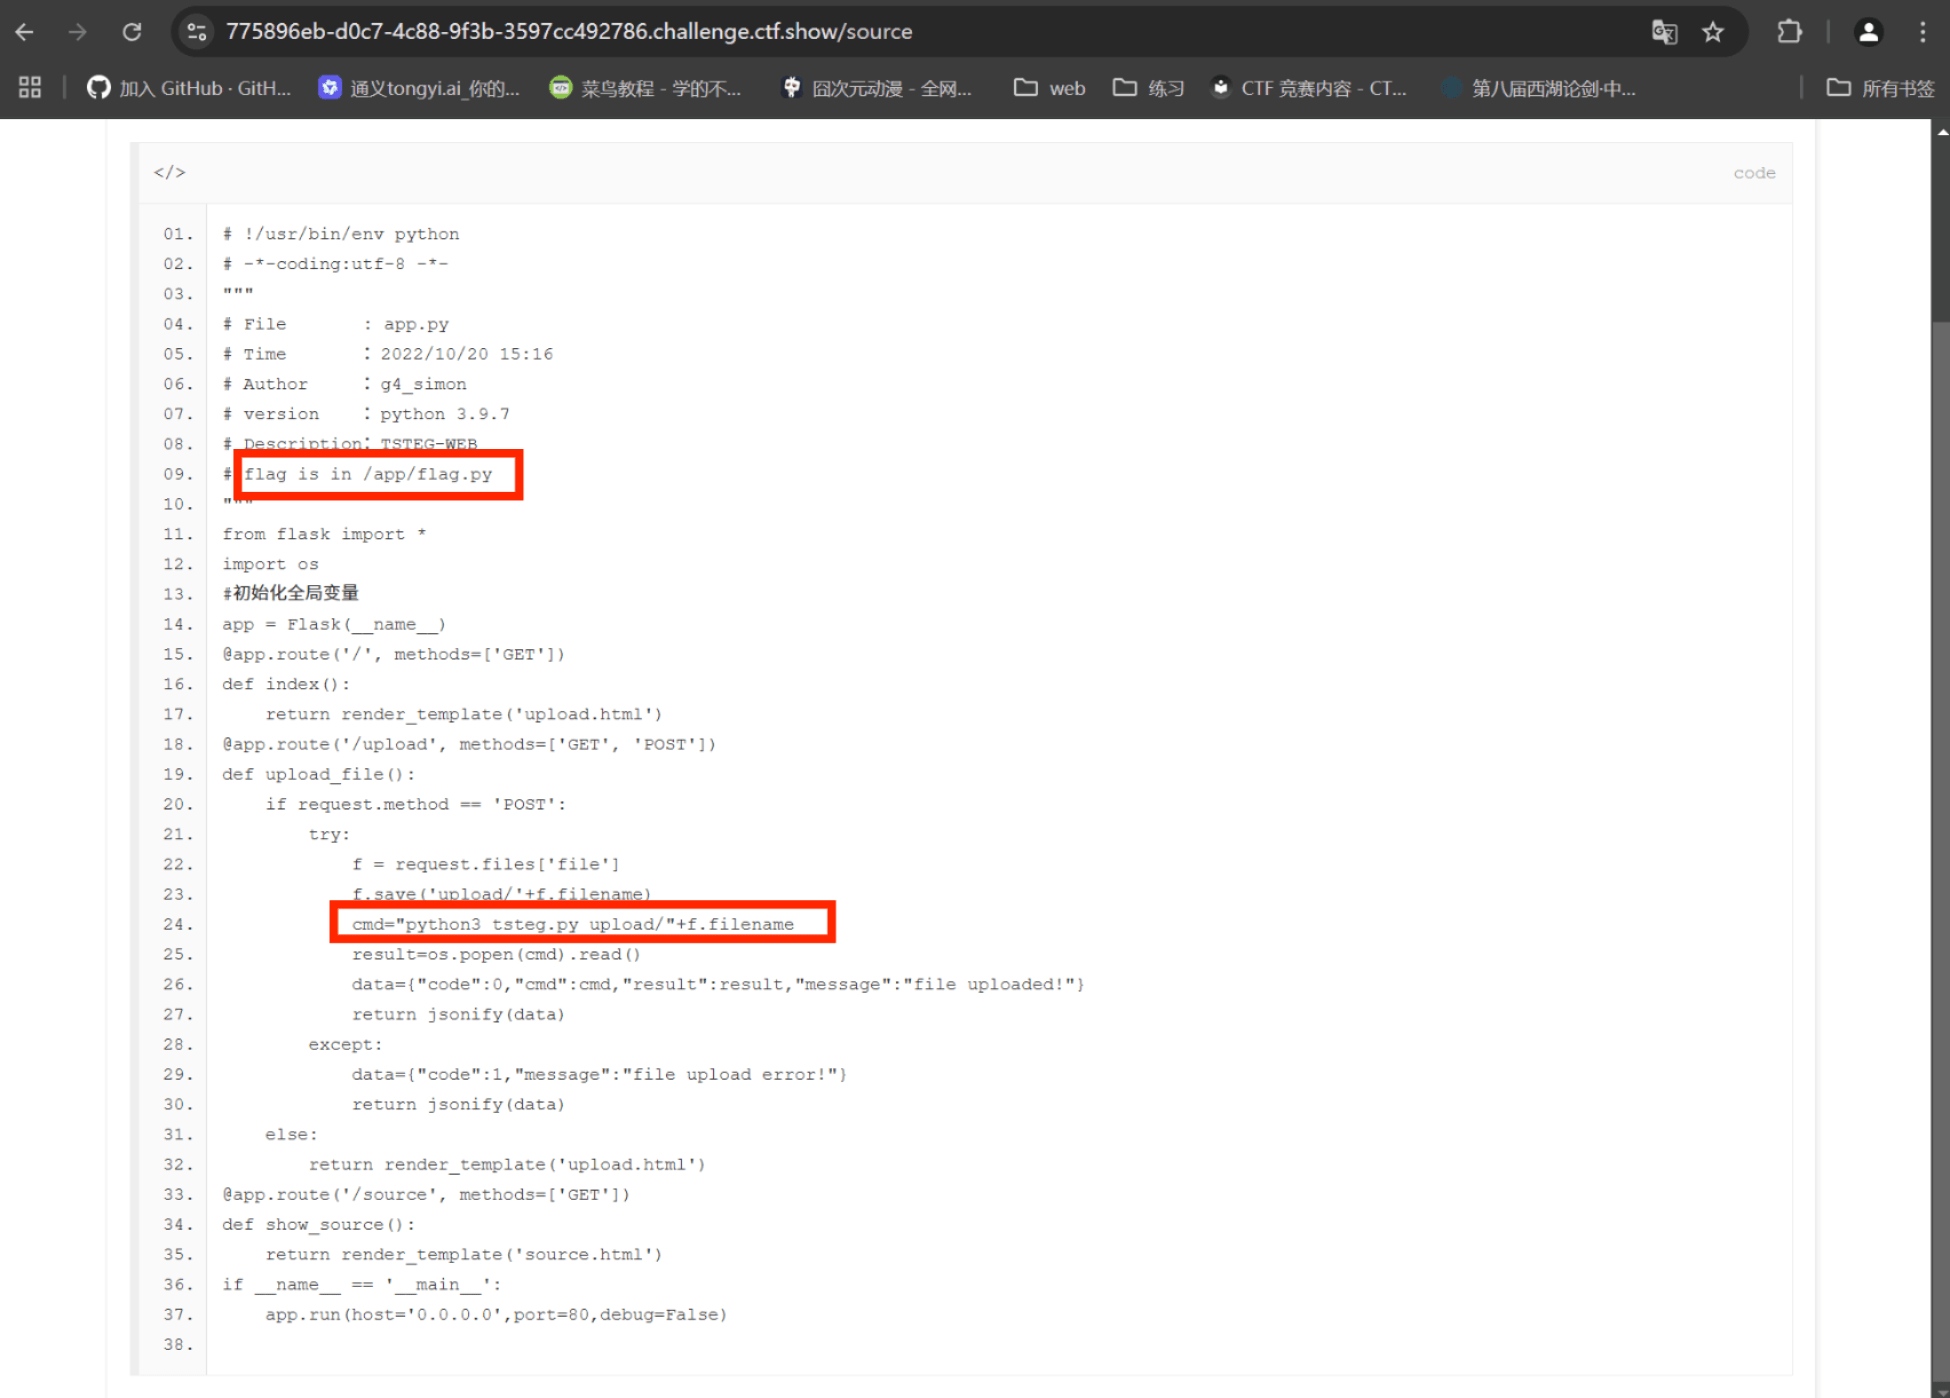 775896eb-d0c7-4c88-9f3b-3597cc492786.challenge.ctf.show/source
加入 GitHub · GitH... 通义tongyi.ai_你的... 菜鸟教程 - 学的不... 囧次元动漫 - 全网... web 练习 CTF 竞赛内容 - CT... 第八届西湖论剑·中... 所有书签
</> code
01. # !/usr/bin/env python
02. # -*-coding:utf-8 -*-
03. """
04. # File : app.py
05. # Time ：2022/10/20 15:16
06. # Author ：g4_simon
07. # version ：python 3.9.7
08. # Description：TSTEG-WEB
09. # flag is in /app/flag.py
10. """
11. from flask import *
12. import os
13. #初始化全局变量
14. app = Flask(__name__)
15. @app.route('/', methods=['GET'])
16. def index():
17.     return render_template('upload.html')
18. @app.route('/upload', methods=['GET', 'POST'])
19. def upload_file():
20.     if request.method == 'POST':
21.         try:
22.             f = request.files['file']
23.             f.save('upload/'+f.filename)
24.             cmd="python3 tsteg.py upload/"+f.filename
25.             result=os.popen(cmd).read()
26.             data={"code":0,"cmd":cmd,"result":result,"message":"file uploaded!"}
27.             return jsonify(data)
28.         except:
29.             data={"code":1,"message":"file upload error!"}
30.             return jsonify(data)
31.     else:
32.         return render_template('upload.html')
33. @app.route('/source', methods=['GET'])
34. def show_source():
35.     return render_template('source.html')
36. if __name__ == '__main__':
37.     app.run(host='0.0.0.0',port=80,debug=False)
38.